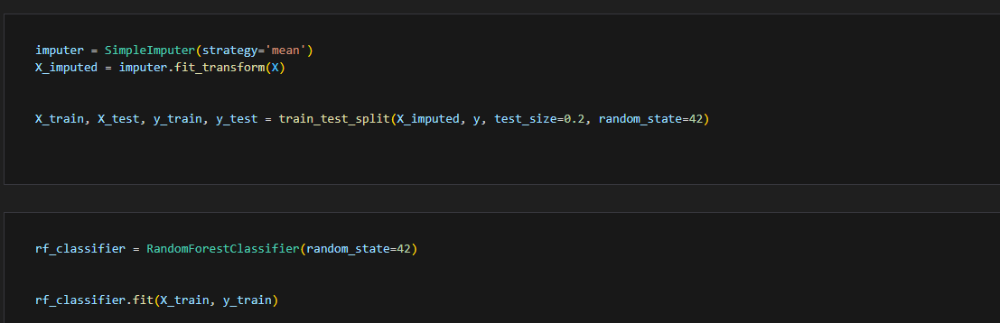 imputer = SimpleImputer(strategy='mean')
X_imputed = imputer.fit_transform(X)
X_train, X_test, y_train, y_test = train_test_split(X_imputed, y, test_size=0.2, random_state=42)
rf_classifier = RandomForestClassifier(random_state=42)
rf_classifier.fit(X_train, y_train)